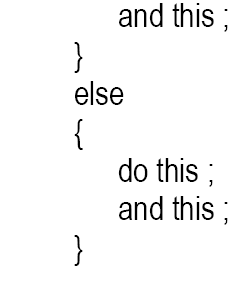 and this ;
}
else
{
do this ;
and this ;
}